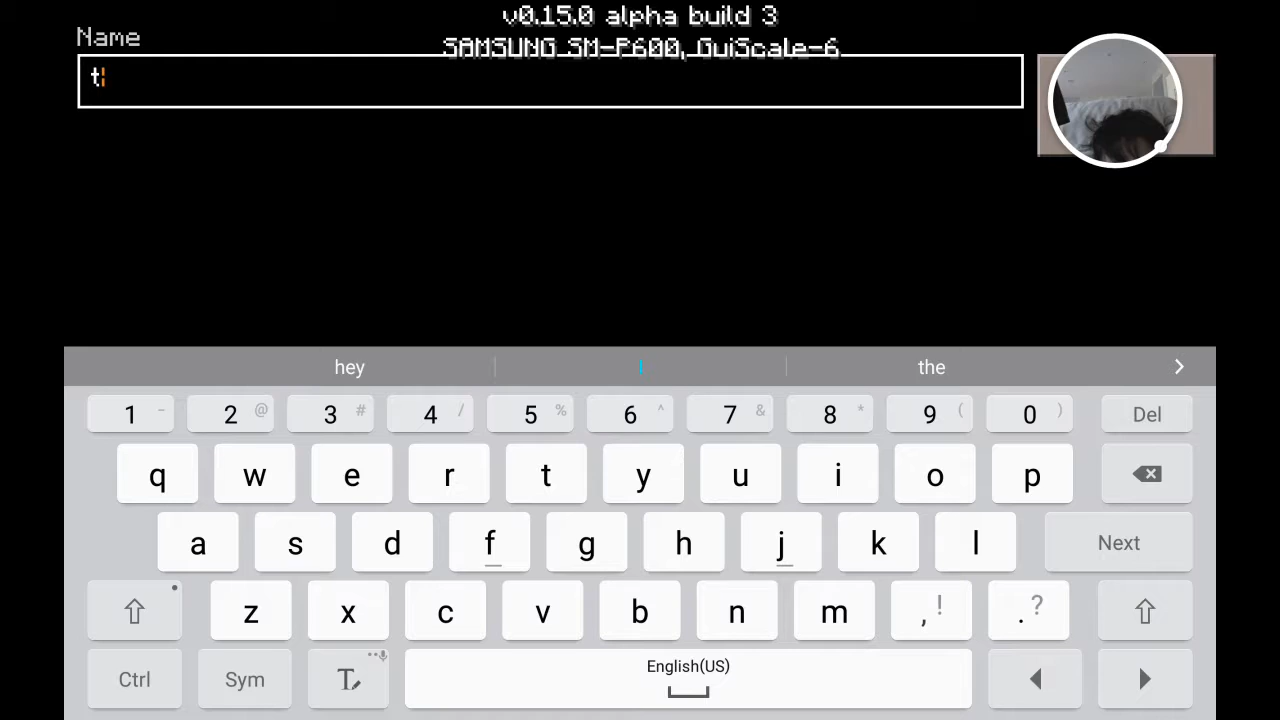 v0.15.0 alpha build 3
SAMSUNG SM-P600, GuiScale-6
Name
t
hey the
1 - 2 @ 3 # 4 / 5 % 6 ^ 7 & 8 * 9 ( 0 ) Del
q w e r t y u i o p
a s d f g h j k l Next
z x c v b n m , ! . ?
Ctrl Sym T English(US)